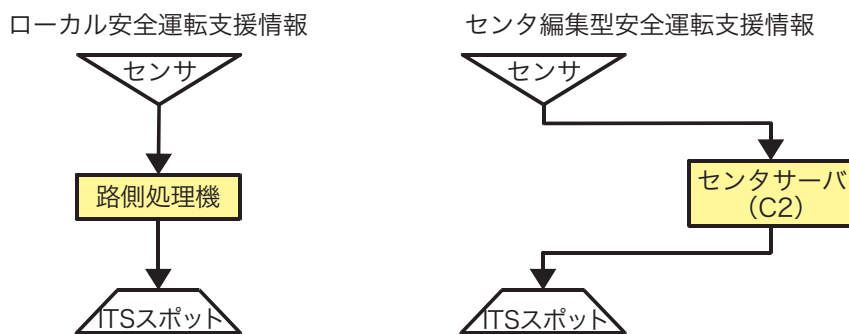 ローカル安全運転支援情報
センサ
路側処理機
ITSスポット
センタ編集型安全運転支援情報
センサ
センタサーバ
(C2)
ITSスポット